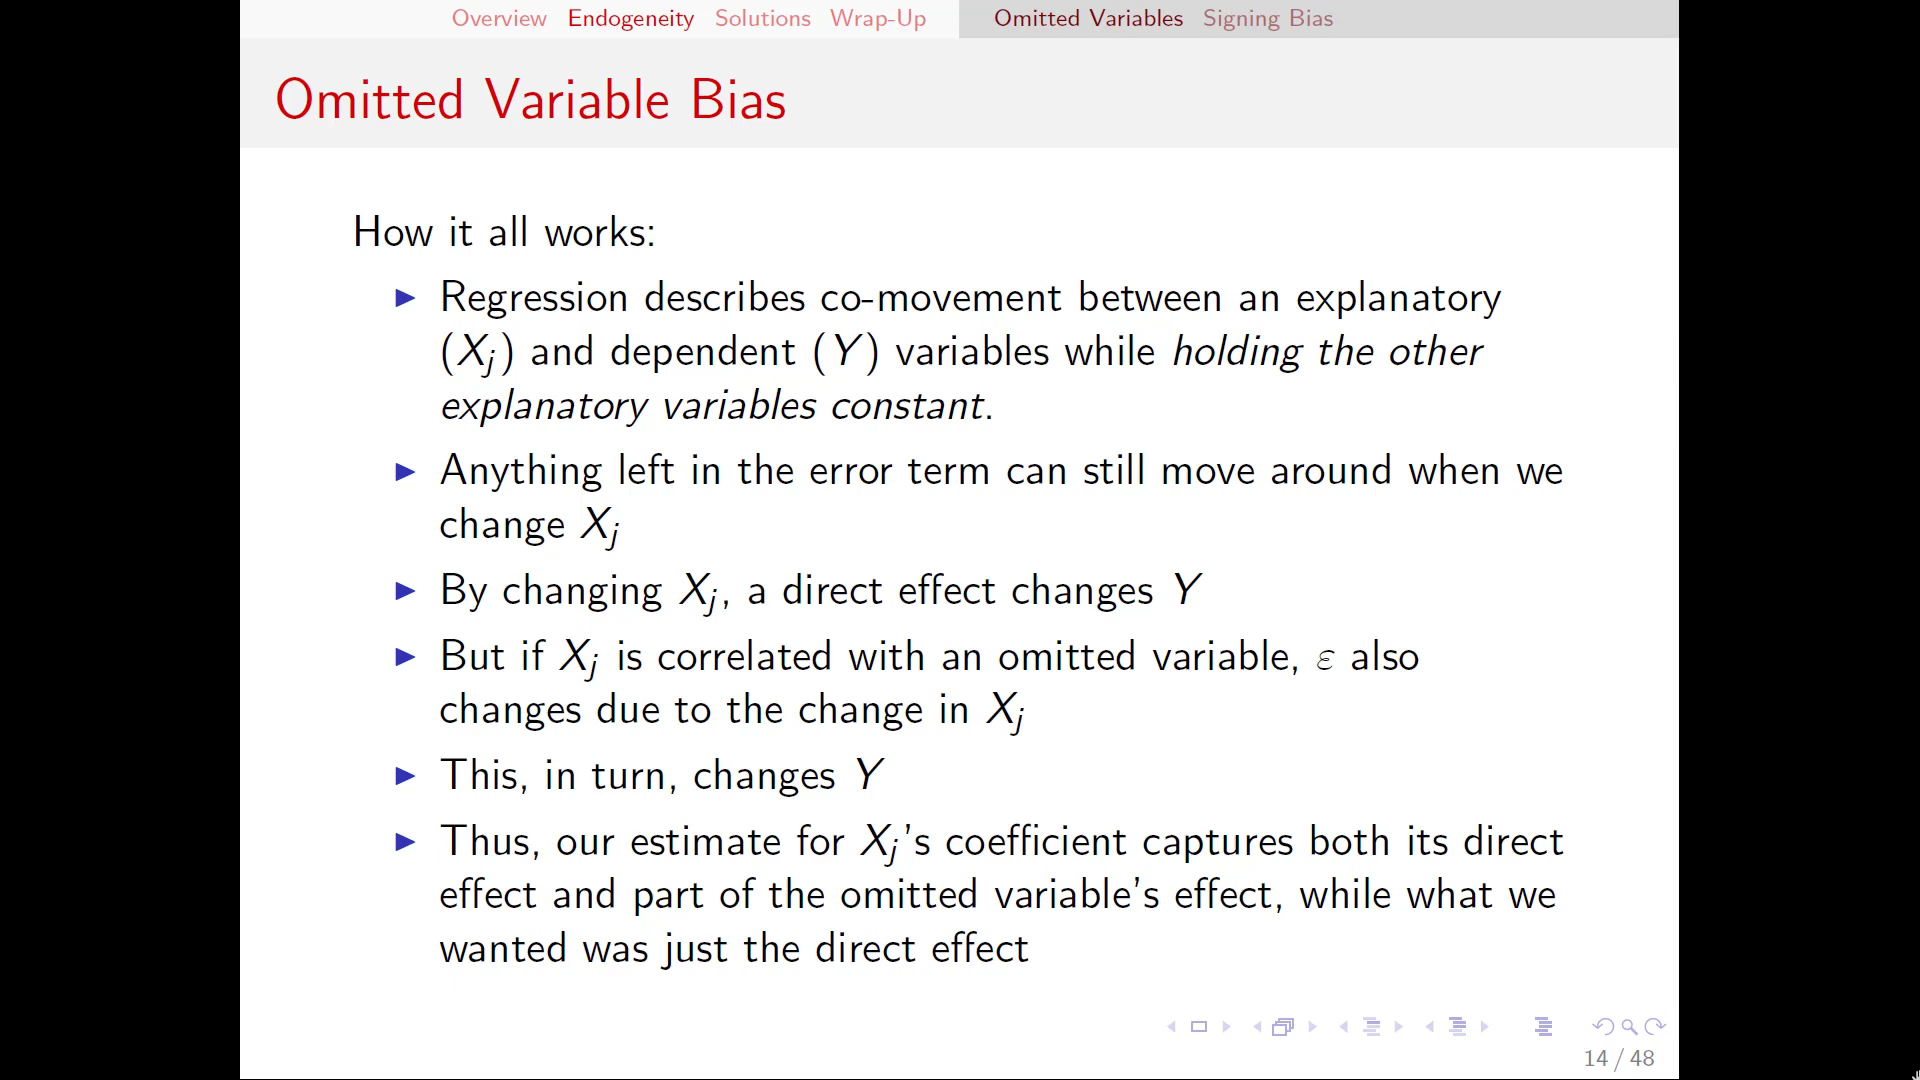 Overview Endogeneity Solutions Wrap-Up Omitted Variables Signing Bias
Omitted Variable Bias
How it all works:
▶ Regression describes co-movement between an explanatory
(Xj) and dependent (Y) variables while holding the other
explanatory variables constant.
▶ Anything left in the error term can still move around when we
change Xj
▶ By changing Xj, a direct effect changes Y
▶ But if Xj is correlated with an omitted variable, ε also
changes due to the change in Xj
▶ This, in turn, changes Y
▶ Thus, our estimate for Xj's coefficient captures both its direct
effect and part of the omitted variable's effect, while what we
wanted was just the direct effect
14 / 48